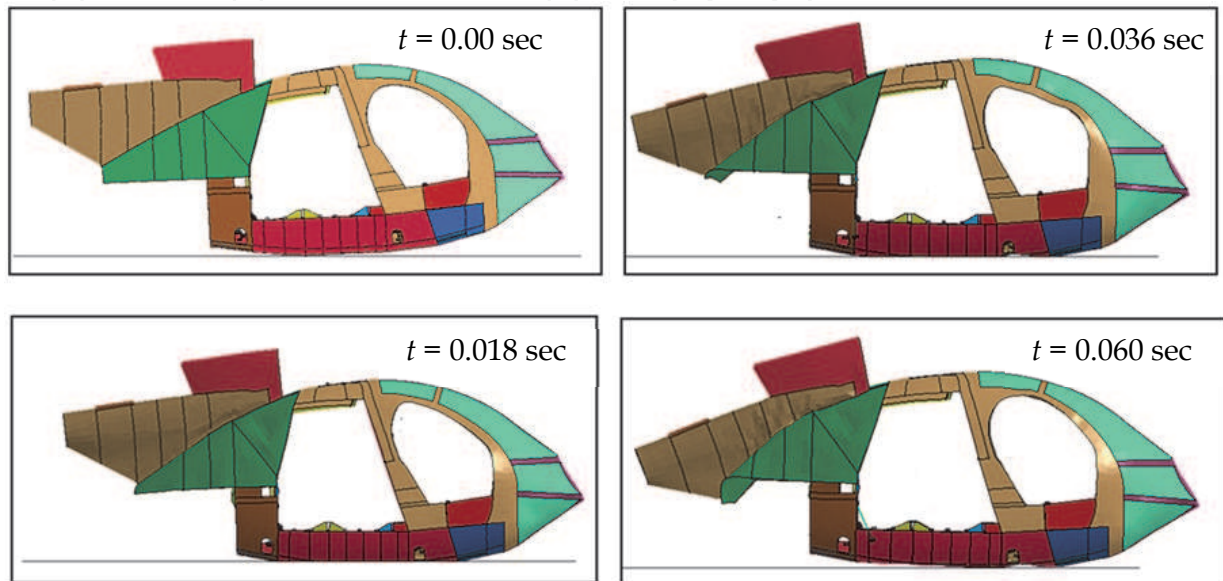 t = 0.00 sec
t = 0.036 sec
t = 0.018 sec
t = 0.060 sec